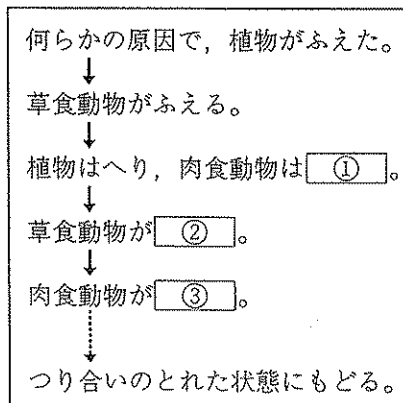 何らかの原因で，植物がふえた。
草食動物がふえる。
植物はへり，肉食動物は ① 。
草食動物が ② 。
肉食動物が ③ 。
つり合いのとれた状態にもどる。